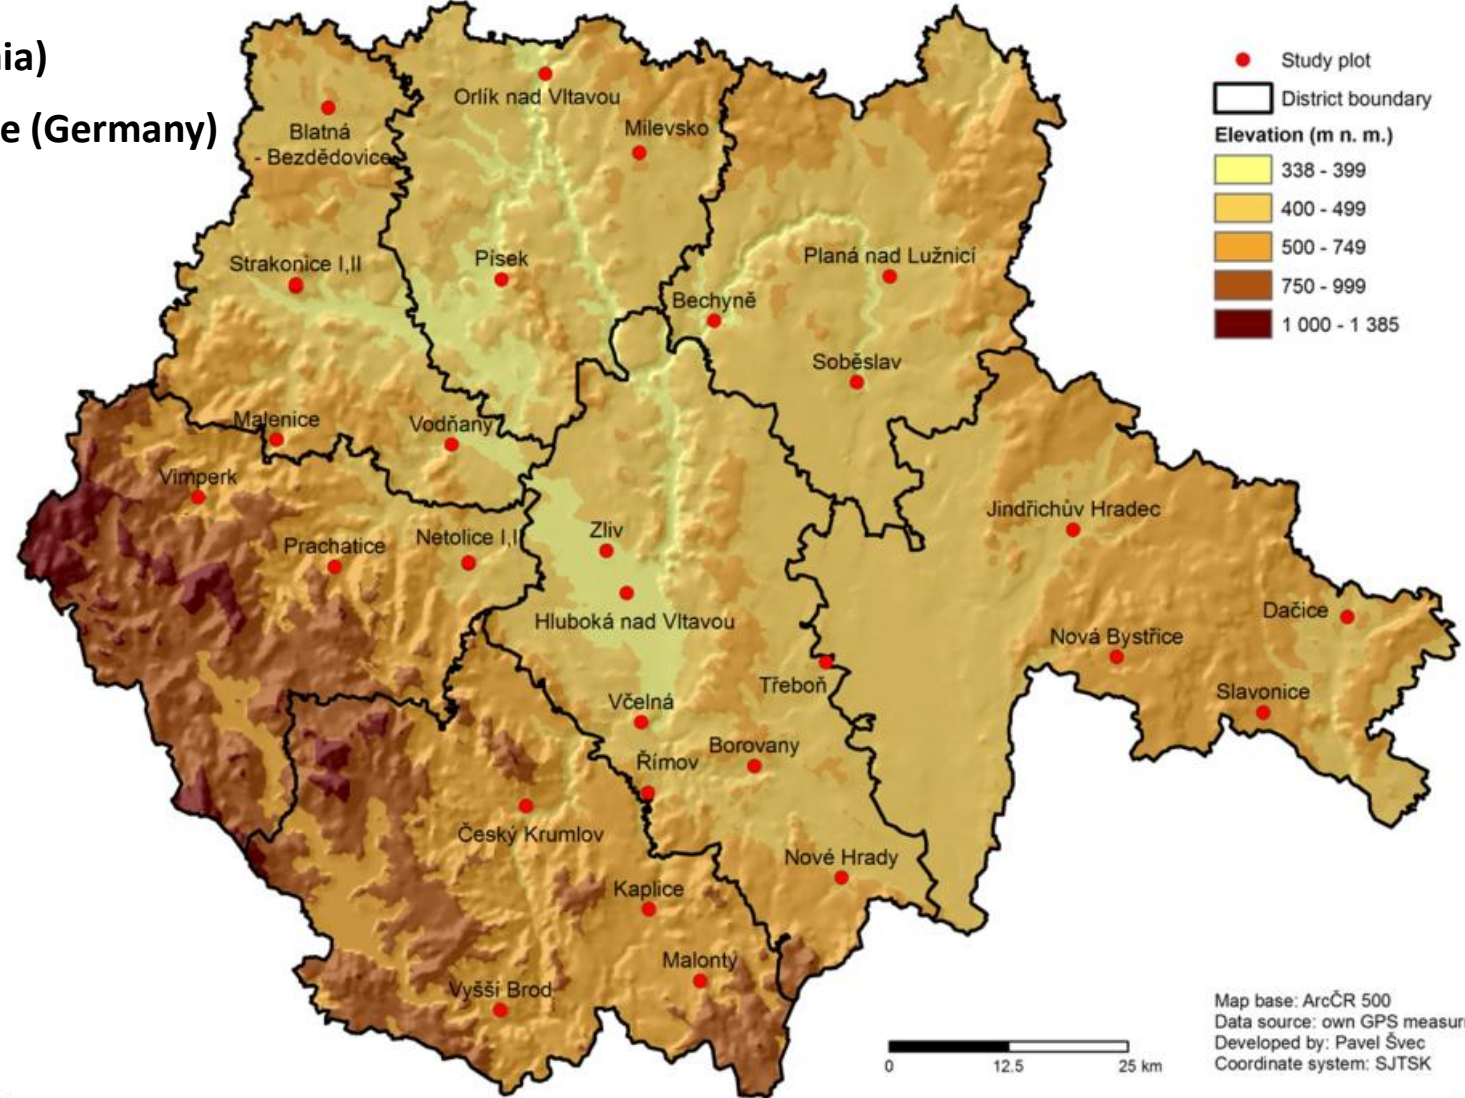 nia)
e (Germany)
Study plot
District boundary
Elevation (m n. m.)
338 - 399
400 - 499
500 - 749
750 - 999
1 000 - 1 385
Orlík nad Vltavou
Blatná
- Bezdědovice
Milevsko
Strakonice I,II
Písek
Planá nad Lužnicí
Bechyně
Soběslav
Malenice
Vodňany
Vimperk
Jindřichův Hradec
Prachatice
Netolice I,II
Zliv
Hluboká nad Vltavou
Dačice
Nová Bystřice
Třeboň
Slavonice
Včelná
Borovany
Římov
Český Krumlov
Nové Hrady
Kaplice
Malonty
Vyšší Brod
0 12.5 25 km
Map base: ArcČR 500
Data source: own GPS measur
Developed by: Pavel Švec
Coordinate system: SJTSK